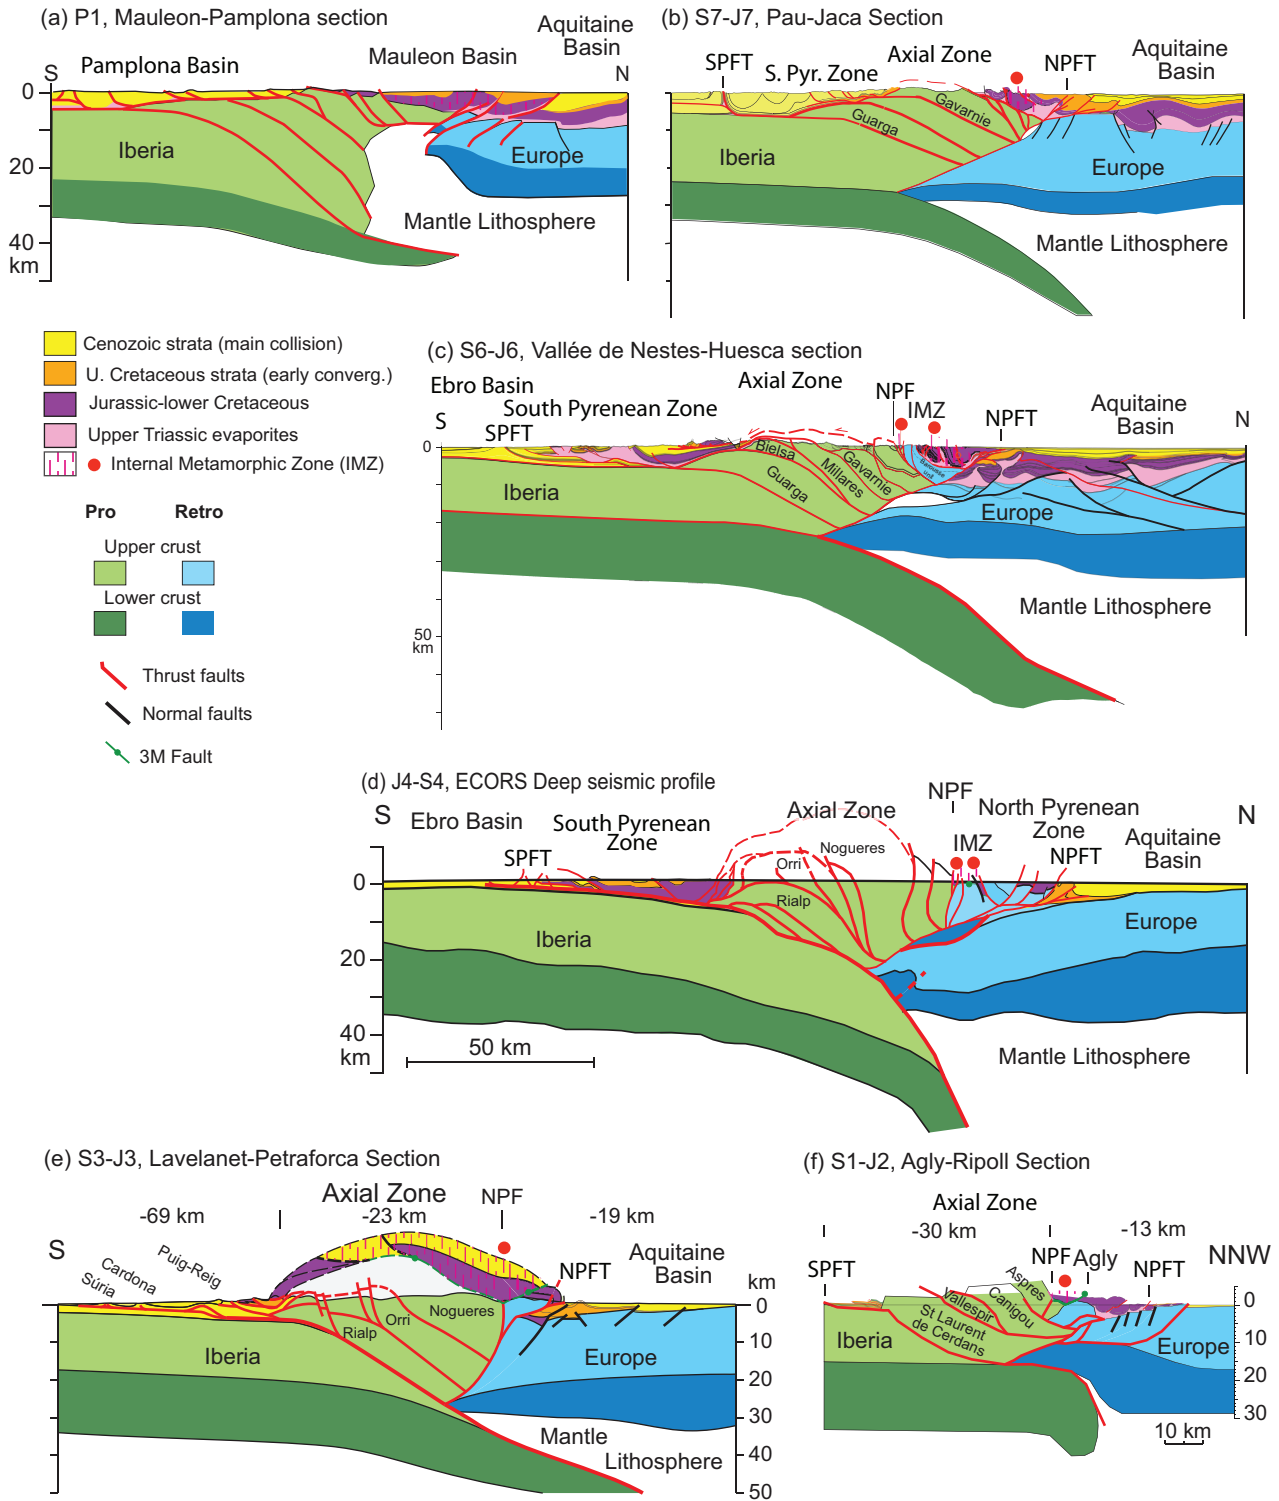 (a) P1, Mauleon-Pamplona section
Aquitaine
Basin
Mauleon Basin
Pamplona Basin
S
N
0
20
40
km
Iberia
Europe
Mantle Lithosphere
(b) S7-J7, Pau-Jaca Section
Axial Zone
Aquitaine
Basin
SPFT
S. Pyr. Zone
NPFT
Gavarnie
Guarga
Iberia
Europe
Mantle Lithosphere
Cenozoic strata (main collision)
U. Cretaceous strata (early converg.)
Jurassic-lower Cretaceous
Upper Triassic evaporites
Internal Metamorphic Zone (IMZ)
Pro
Retro
Upper crust
Lower crust
Thrust faults
Normal faults
3M Fault
(c) S6-J6, Vallée de Nestes-Huesca section
Ebro Basin
Axial Zone
NPF
IMZ
Aquitaine
Basin
S
South Pyrenean Zone
NPFT
N
SPFT
0
50
km
Bielsa
Gavarnie
Millares
Guarga
Iberia
Europe
Mantle Lithosphere
(d) J4-S4, ECORS Deep seismic profile
S
Ebro Basin
South Pyrenean
Zone
Axial Zone
NPF
North Pyrenean
Zone
N
IMZ
Aquitaine
Basin
SPFT
NPFT
Nogueres
Orri
Rialp
0
20
40
km
Iberia
Europe
50 km
Mantle Lithosphere
(e) S3-J3, Lavelanet-Petraforca Section
Axial Zone
NPF
-69 km
-23 km
-19 km
S
Puig-Reig
Cardona
Súria
Aquitaine
Basin
NPFT
km
0
10
20
30
40
50
Nogueres
Orri
Rialp
Iberia
Europe
Mantle
Lithosphere
(f) S1-J2, Agly-Ripoll Section
Axial Zone
-30 km
-13 km
NPF
Agly
NNW
SPFT
NPFT
km
0
10
20
30
Aspres
Canigou
Vallespir
St Laurent
de Cerdans
Iberia
Europe
10 km